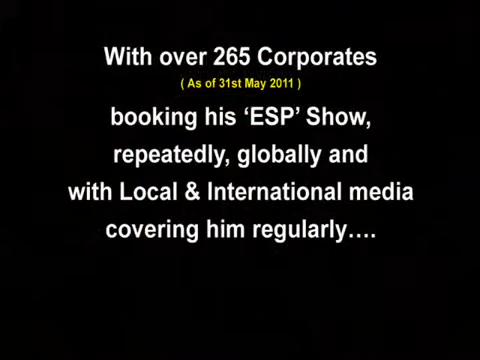 With over 265 Corporates
( As of 31st May 2011 )
booking his ‘ESP’ Show,
repeatedly, globally and
with Local & International media
covering him regularly….